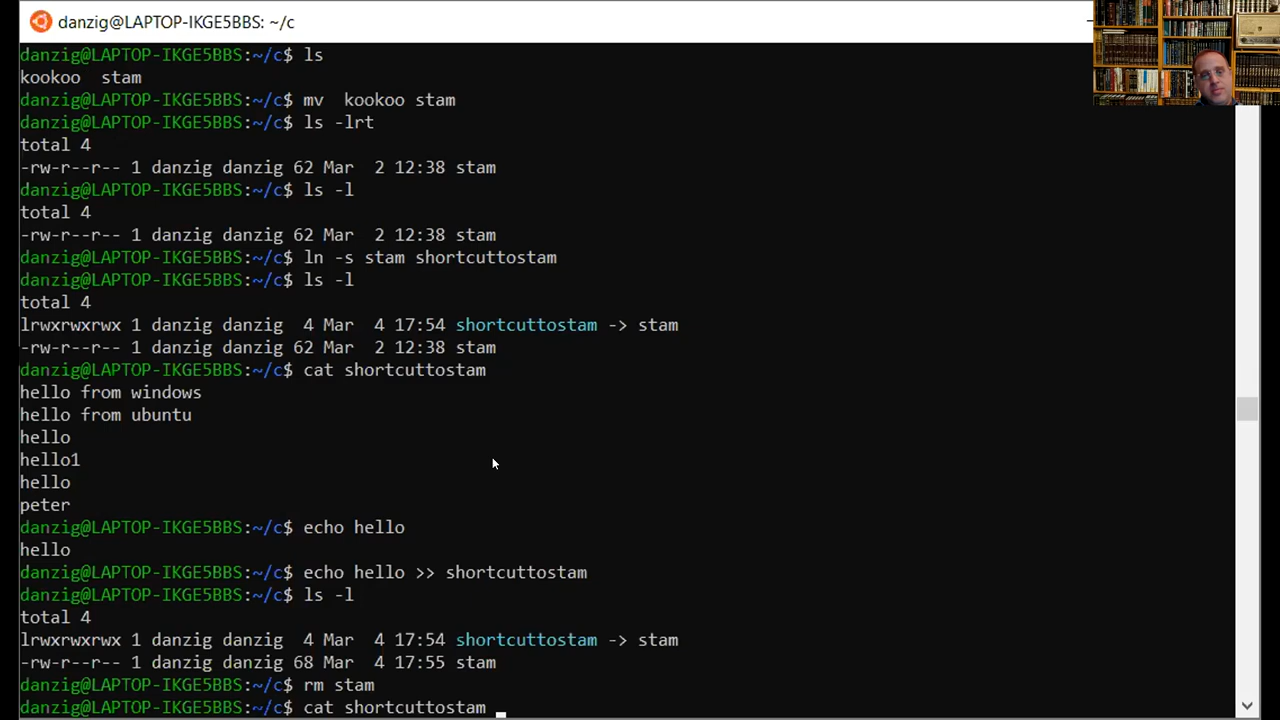 danzig@LAPTOP-IKGE5BBS: ~/c
danzig@LAPTOP-IKGE5BBS:~/c$ ls
kookoo  stam
danzig@LAPTOP-IKGE5BBS:~/c$ mv  kookoo stam
danzig@LAPTOP-IKGE5BBS:~/c$ ls -lrt
total 4
-rw-r--r-- 1 danzig danzig 62 Mar  2 12:38 stam
danzig@LAPTOP-IKGE5BBS:~/c$ ls -l
total 4
-rw-r--r-- 1 danzig danzig 62 Mar  2 12:38 stam
danzig@LAPTOP-IKGE5BBS:~/c$ ln -s stam shortcuttostam
danzig@LAPTOP-IKGE5BBS:~/c$ ls -l
total 4
lrwxrwxrwx 1 danzig danzig  4 Mar  4 17:54 shortcuttostam -> stam
-rw-r--r-- 1 danzig danzig 62 Mar  2 12:38 stam
danzig@LAPTOP-IKGE5BBS:~/c$ cat shortcuttostam
hello from windows
hello from ubuntu
hello
hello1
hello
peter
danzig@LAPTOP-IKGE5BBS:~/c$ echo hello
hello
danzig@LAPTOP-IKGE5BBS:~/c$ echo hello >> shortcuttostam
danzig@LAPTOP-IKGE5BBS:~/c$ ls -l
total 4
lrwxrwxrwx 1 danzig danzig  4 Mar  4 17:54 shortcuttostam -> stam
-rw-r--r-- 1 danzig danzig 68 Mar  4 17:55 stam
danzig@LAPTOP-IKGE5BBS:~/c$ rm stam
danzig@LAPTOP-IKGE5BBS:~/c$ cat shortcuttostam